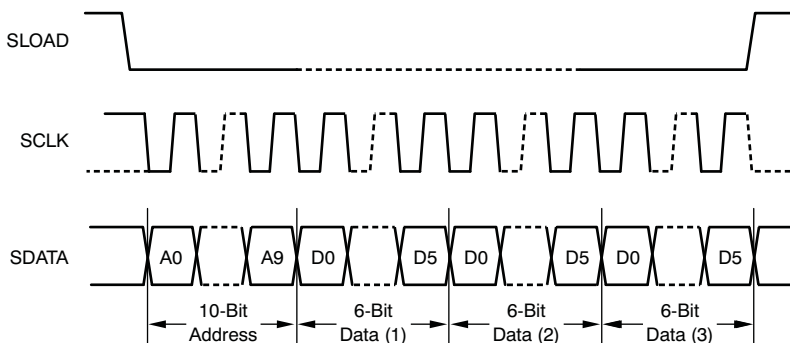 SLOAD
SCLK
SDATA
A0 A9 D0 D5 D0 D5 D0 D5
10-Bit Address
6-Bit Data (1)
6-Bit Data (2)
6-Bit Data (3)